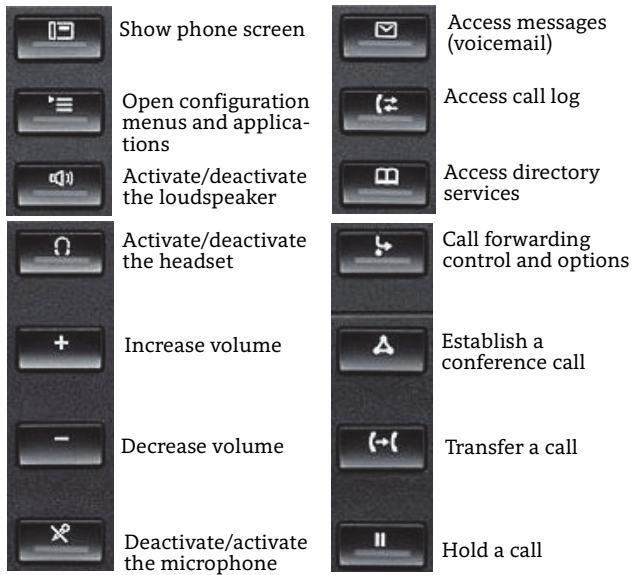 Show phone screen
Open configuration
menus and applica-
tions
Activate/deactivate
the loudspeaker
Activate/deactivate
the headset
Increase volume
Decrease volume
Deactivate/activate
the microphone
Access messages
(voicemail)
Access call log
Access directory
services
Call forwarding
control and options
Establish a
conference call
Transfer a call
Hold a call